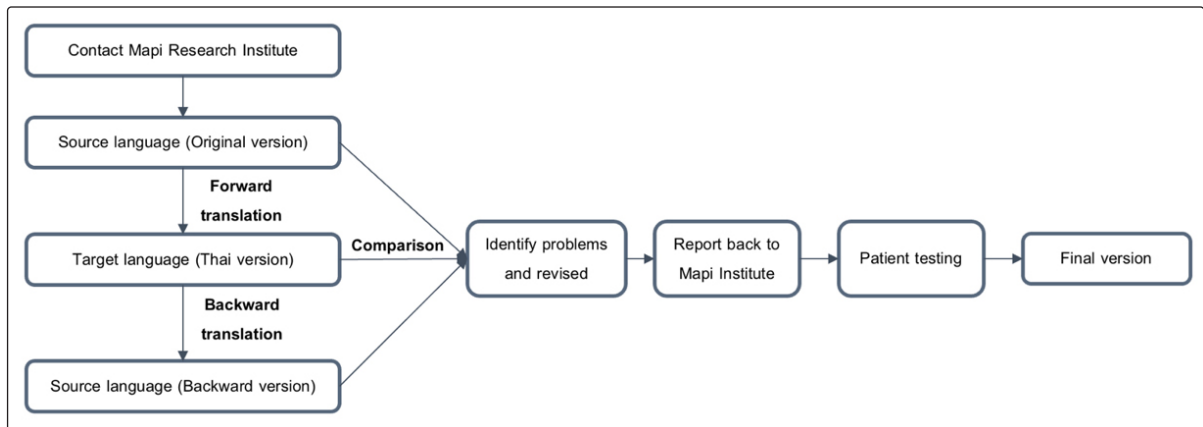 Contact Mapi Research Institute
Source language (Original version)
Forward
translation
Target language (Thai version)
Comparison
Backward
translation
Source language (Backward version)
Identify problems
and revised
Report back to
Mapi Institute
Patient testing
Final version